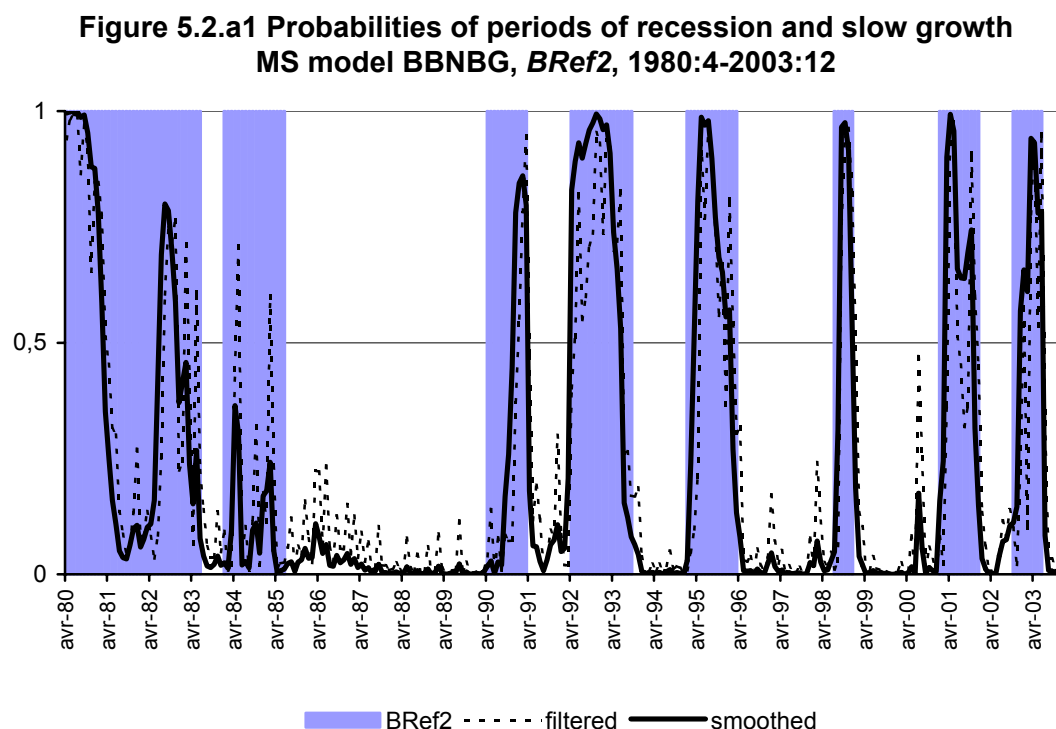 Figure 5.2.a1 Probabilities of periods of recession and slow growth
MS model BBNBG, BRef2, 1980:4-2003:12
1
0,5
0
avr-80
avr-81
avr-82
avr-83
avr-84
avr-85
avr-86
avr-87
avr-88
avr-89
avr-90
avr-91
avr-92
avr-93
avr-94
avr-95
avr-96
avr-97
avr-98
avr-99
avr-00
avr-01
avr-02
avr-03
BRef2
filtered
smoothed